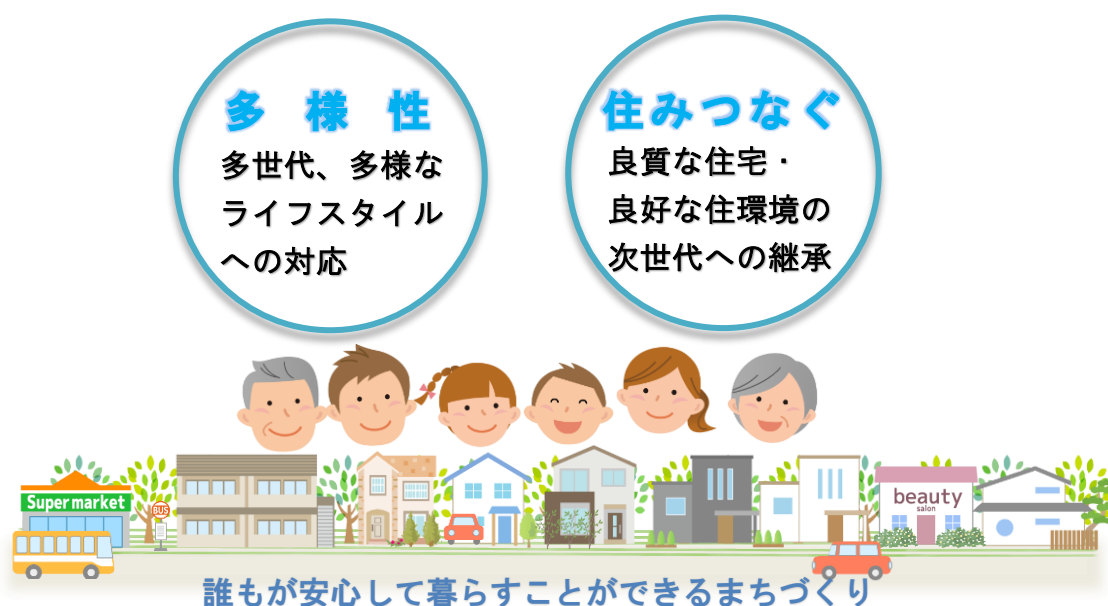 多様性
多世代、多様な
ライフスタイル
への対応
住みつなぐ
良質な住宅・
良好な住環境の
次世代への継承
Super market
BUS
beauty
salon
誰もが安心して暮らすことができるまちづくり